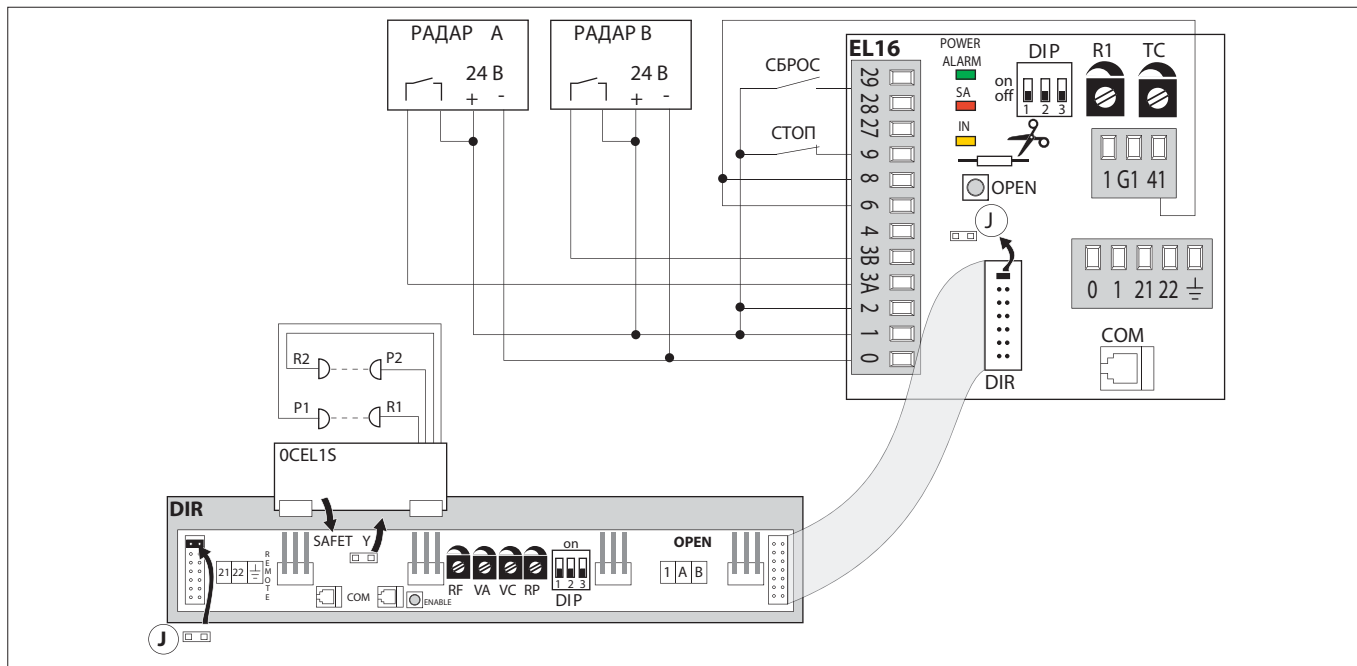 РАДАР A
24 В
+ -
РАДАР B
24 В
+ -
СБРОС
СТОП
EL16
29
28
27
9
8
6
4
3B
3A
2
1
0
POWER
ALARM
SA
IN
DIP
on
off
1 2 3
R1
TC
1 G1 41
OPEN
J
0 1 21 22
COM
DIR
R2
P2
P1
R1
0CEL1S
DIR
SAFET Y
21 22
REMOTE
COM
ENABLE
RF VA VC RP
on
1 2 3
DIP
OPEN
1 A B
J